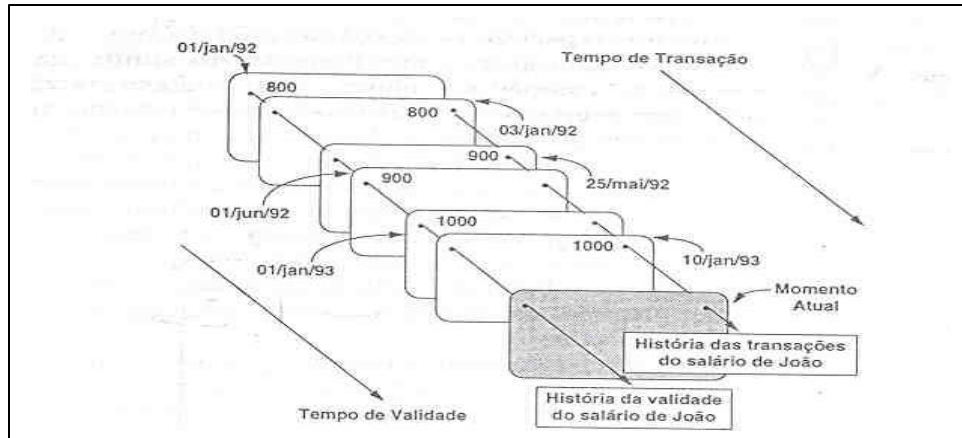 01/jan/92
Tempo de Transação
800
800
03/jan/92
900
25/mai/92
900
01/jun/92
1000
1000
01/jan/93
10/jan/93
Momento
Atual
História das transações
do salário de João
História da validade
do salário de João
Tempo de Validade